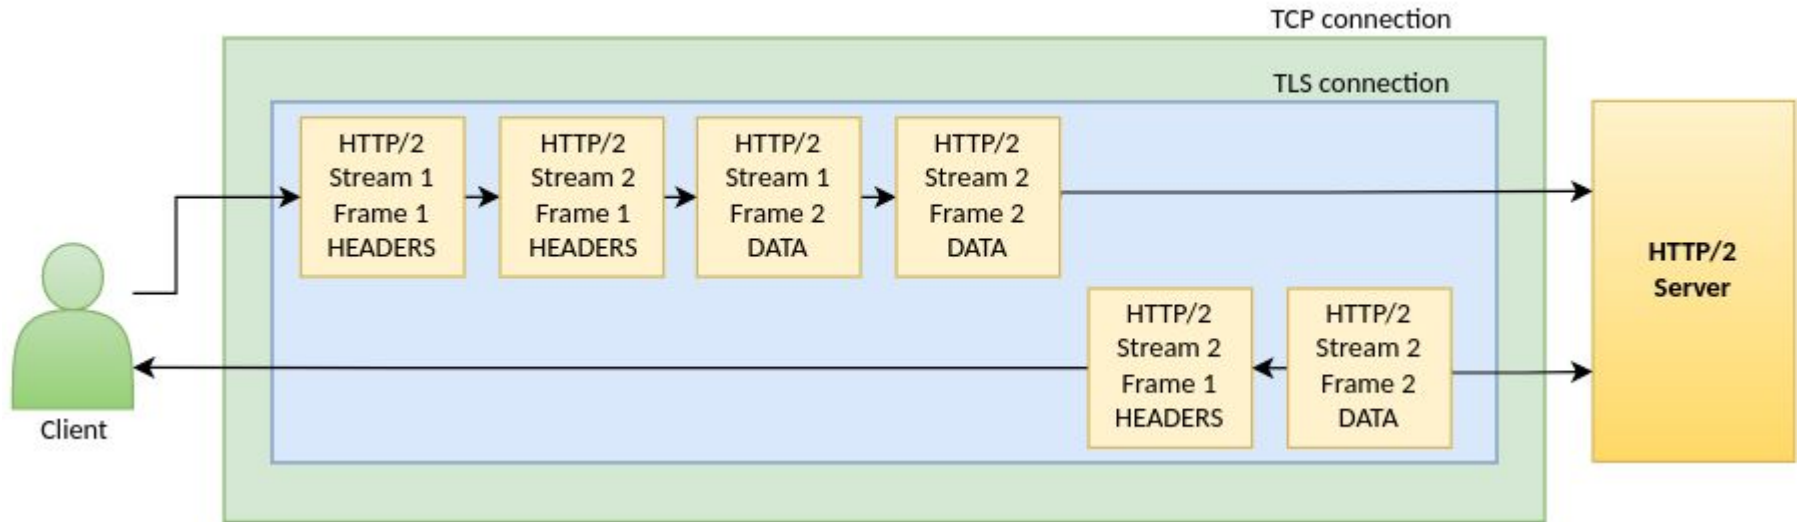 TCP connection
TLS connection
HTTP/2
Stream 1
Frame 1
HEADERS
HTTP/2
Stream 2
Frame 1
HEADERS
HTTP/2
Stream 1
Frame 2
DATA
HTTP/2
Stream 2
Frame 2
DATA
HTTP/2
Server
HTTP/2
Stream 2
Frame 1
HEADERS
HTTP/2
Stream 2
Frame 2
DATA
Client